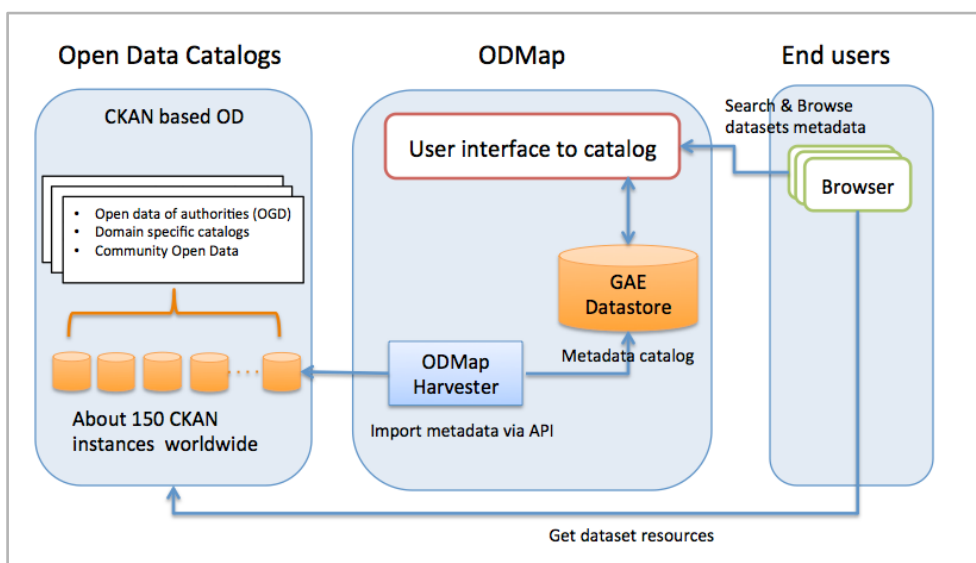 Open Data Catalogs
ODMap
End users
CKAN based OD
• Open data of authorities (OGD)
• Domain specific catalogs
• Community Open Data
About 150 CKAN
instances worldwide
User interface to catalog
GAE
Datastore
Metadata catalog
ODMap
Harvester
Import metadata via API
Search & Browse
datasets metadata
Browser
Get dataset resources